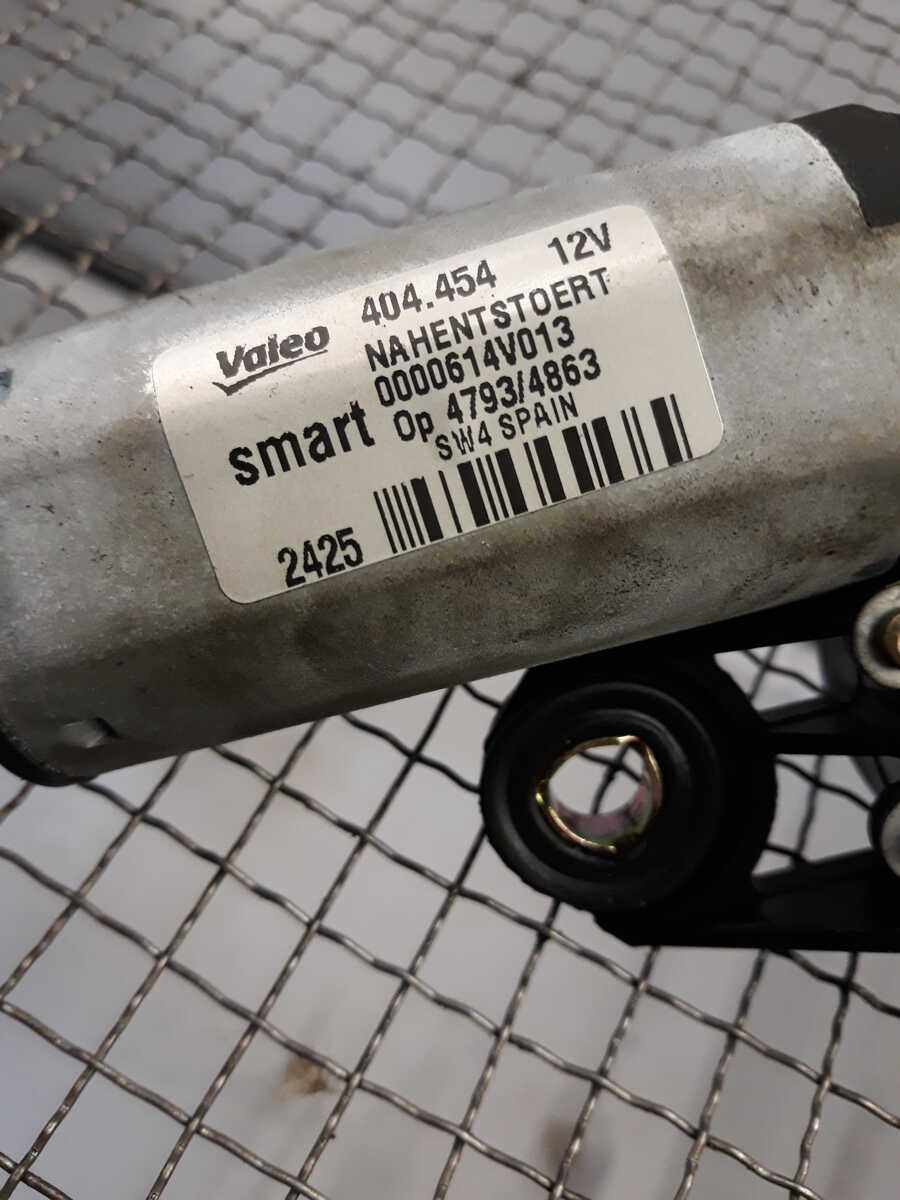 Valeo 404.454 12V
NAHENTSTOERT
0000614V013
smart Op 4793/4863
SW4 SPAIN
2425